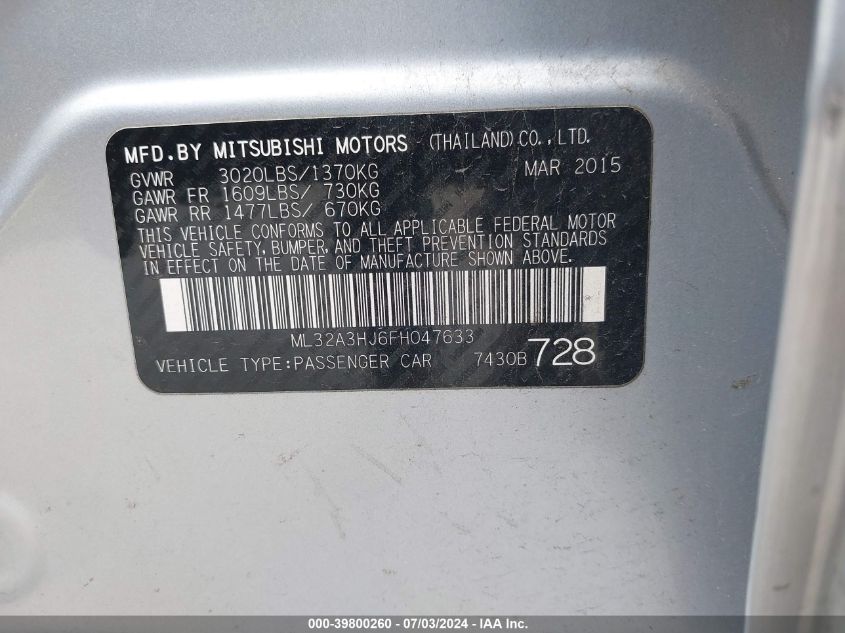 MFD.BY MITSUBISHI MOTORS (THAILAND)CO.,LTD.
GVWR 3020LBS/1370KG MAR 2015
GAWR FR 1609LBS/ 730KG
GAWR RR 1477LBS/ 670KG
THIS VEHICLE CONFORMS TO ALL APPLICABLE FEDERAL MOTOR
VEHICLE SAFETY, BUMPER, AND THEFT PREVENTION STANDARDS
IN EFFECT ON THE DATE OF MANUFACTURE SHOWN ABOVE.
ML32A3HJ6FH047633
VEHICLE TYPE:PASSENGER CAR 7430B 728
000-39800260 - 07/03/2024 - IAA Inc.